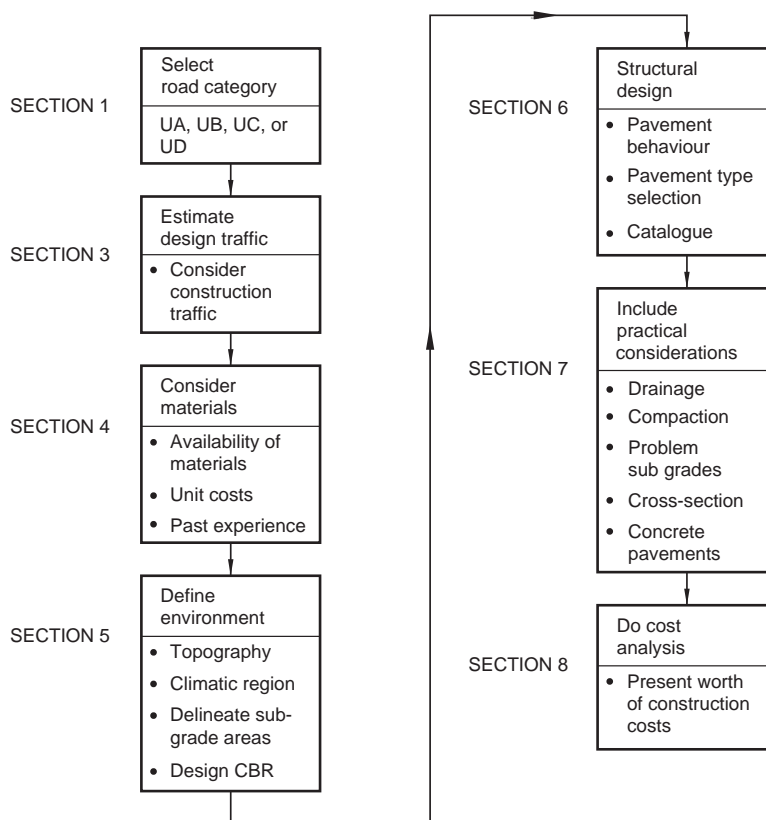 SECTION 1
Select
road category
UA, UB, UC, or
UD
SECTION 3
Estimate
design traffic
• Consider
construction
traffic
SECTION 4
Consider
materials
• Availability of
materials
• Unit costs
• Past experience
SECTION 5
Define
environment
• Topography
• Climatic region
• Delineate sub-
grade areas
• Design CBR
SECTION 6
Structural
design
• Pavement
behaviour
• Pavement type
selection
• Catalogue
SECTION 7
Include
practical
considerations
• Drainage
• Compaction
• Problem
sub grades
• Cross-section
• Concrete
pavements
SECTION 8
Do cost
analysis
• Present worth
of construction
costs